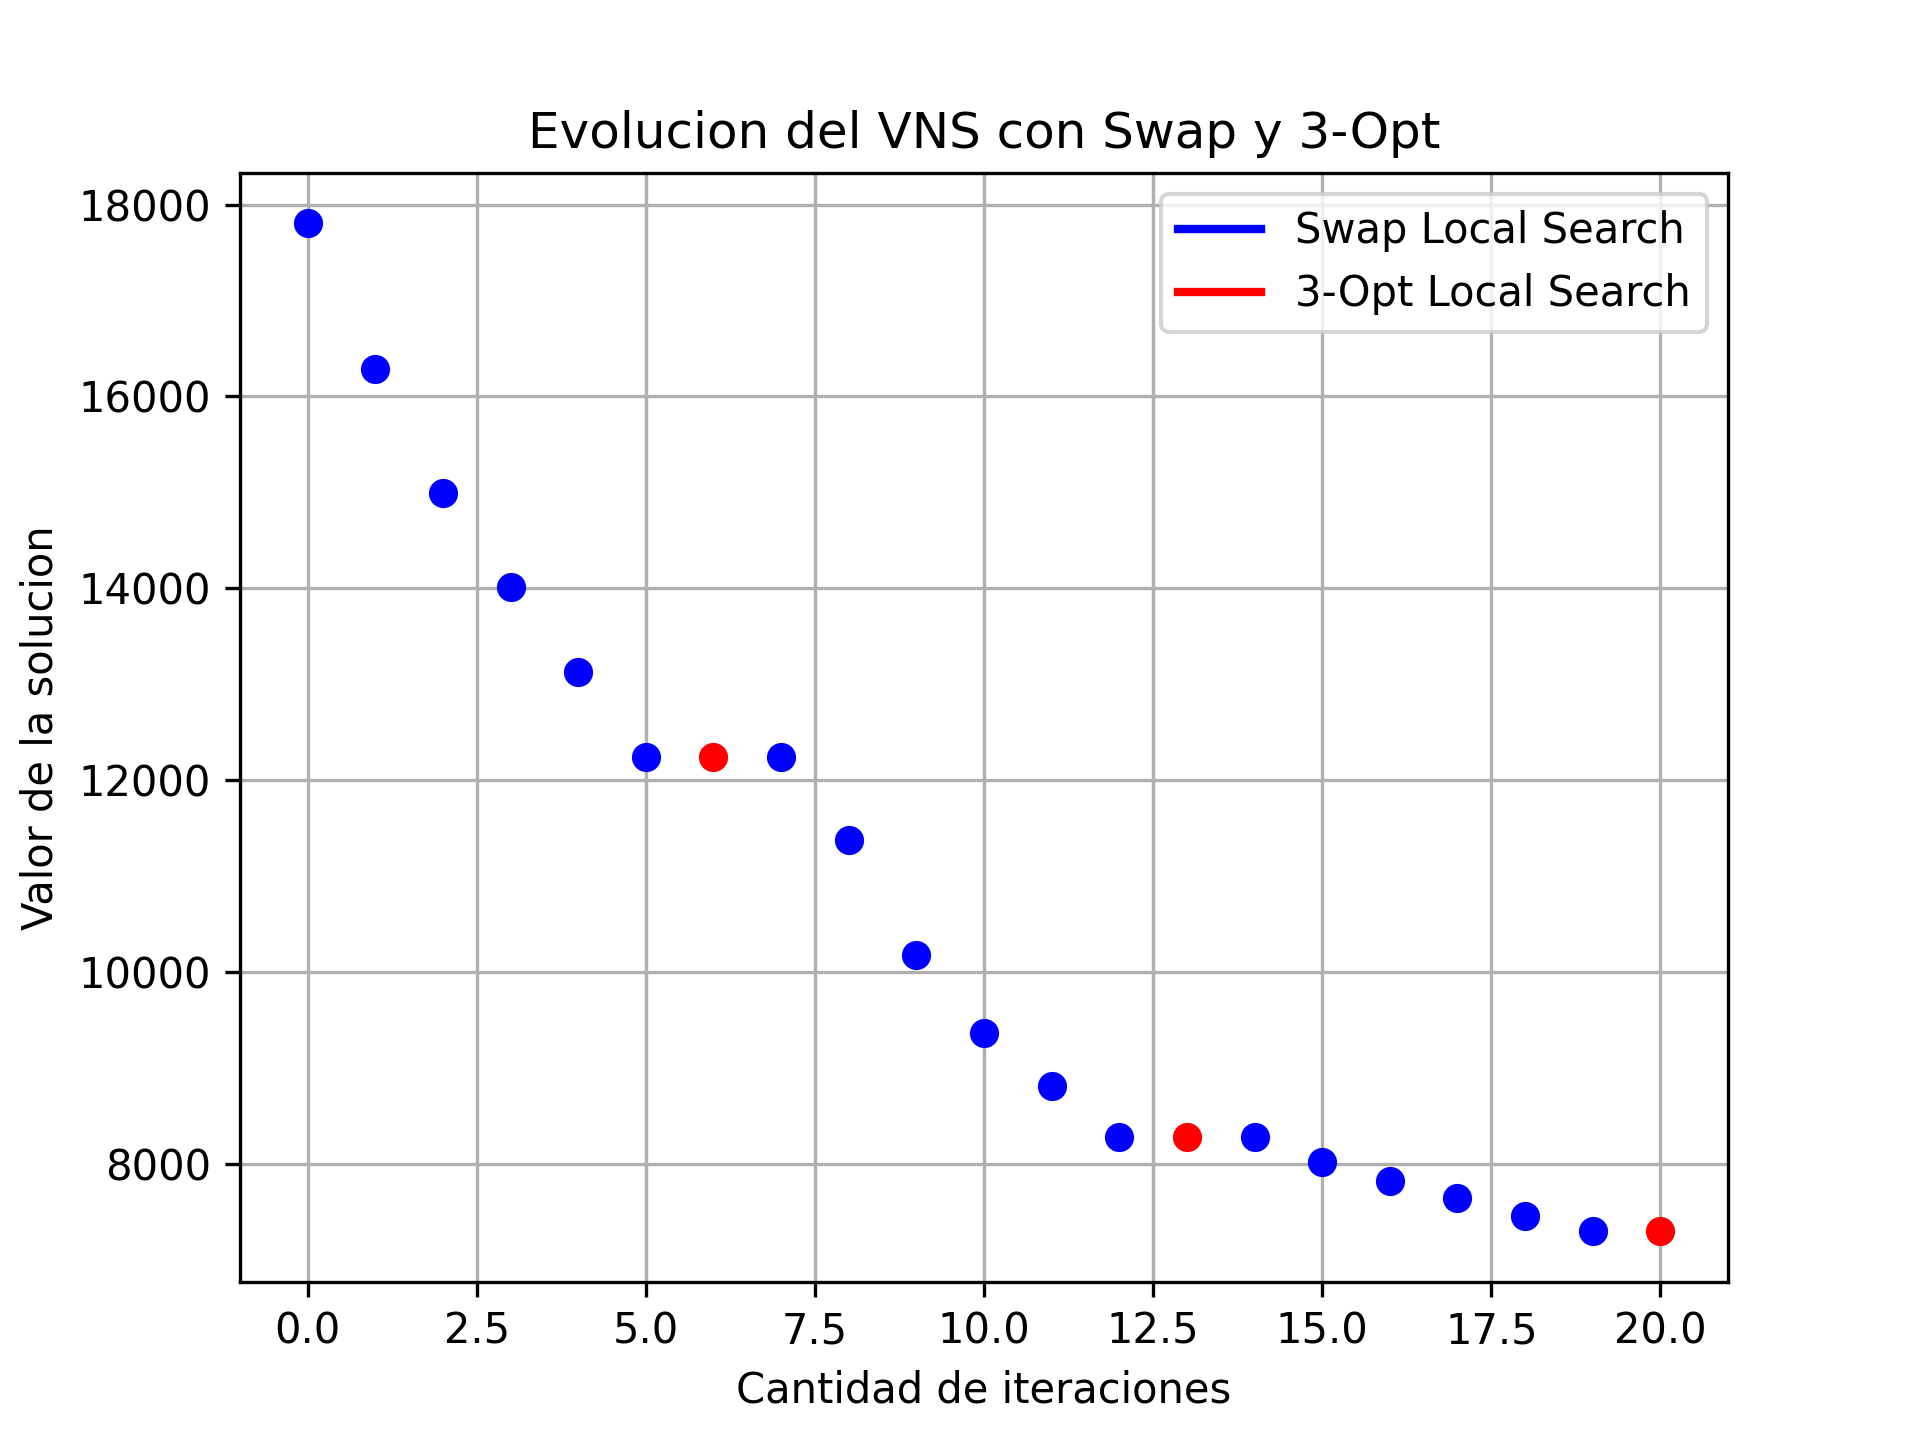 Evolucion del VNS con Swap y 3-Opt
Swap Local Search
3-Opt Local Search
Valor de la solucion
18000
16000
14000
12000
10000
8000
0.0 2.5 5.0 7.5 10.0 12.5 15.0 17.5 20.0
Cantidad de iteraciones